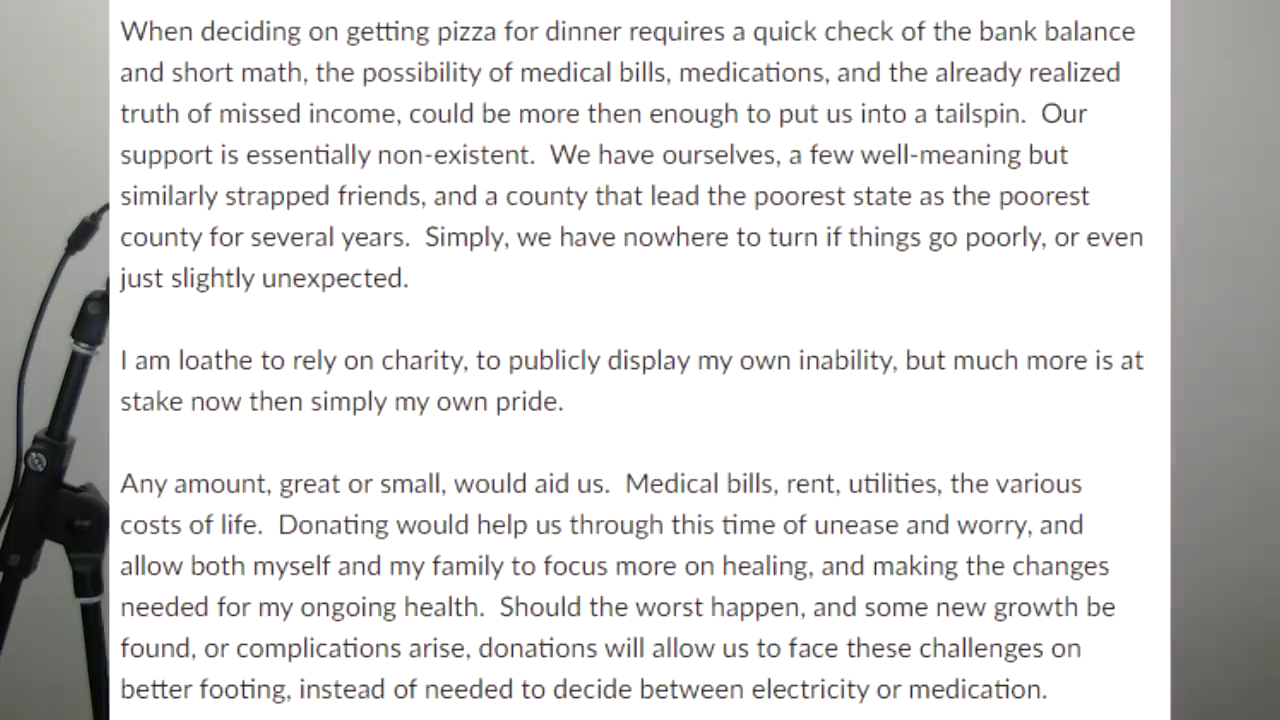 When deciding on getting pizza for dinner requires a quick check of the bank balance
and short math, the possibility of medical bills, medications, and the already realized
truth of missed income, could be more then enough to put us into a tailspin.  Our
support is essentially non-existent.  We have ourselves, a few well-meaning but
similarly strapped friends, and a county that lead the poorest state as the poorest
county for several years.  Simply, we have nowhere to turn if things go poorly, or even
just slightly unexpected.
I am loathe to rely on charity, to publicly display my own inability, but much more is at
stake now then simply my own pride.
Any amount, great or small, would aid us.  Medical bills, rent, utilities, the various
costs of life.  Donating would help us through this time of unease and worry, and
allow both myself and my family to focus more on healing, and making the changes
needed for my ongoing health.  Should the worst happen, and some new growth be
found, or complications arise, donations will allow us to face these challenges on
better footing, instead of needed to decide between electricity or medication.